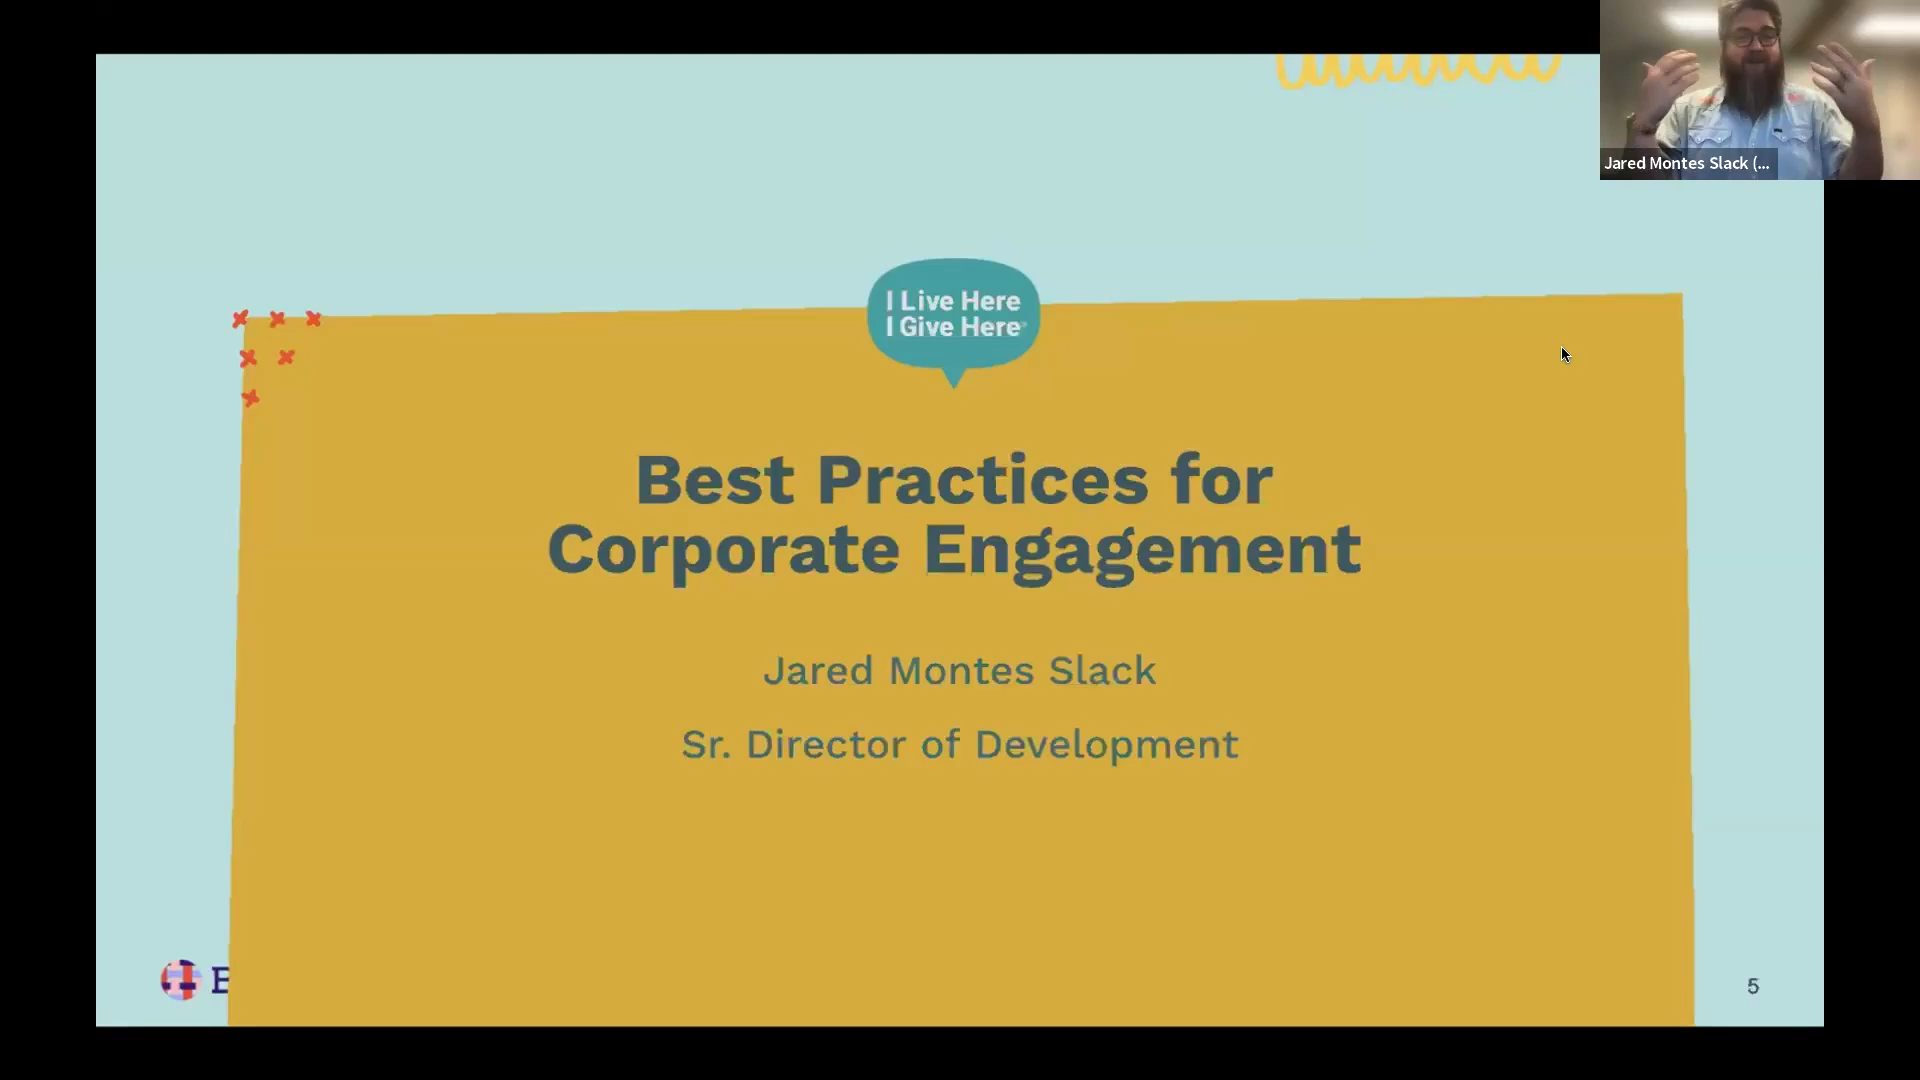 Jared Montes Slack (...
I Live Here
I Give Here®
Best Practices for
Corporate Engagement
Jared Montes Slack
Sr. Director of Development
5